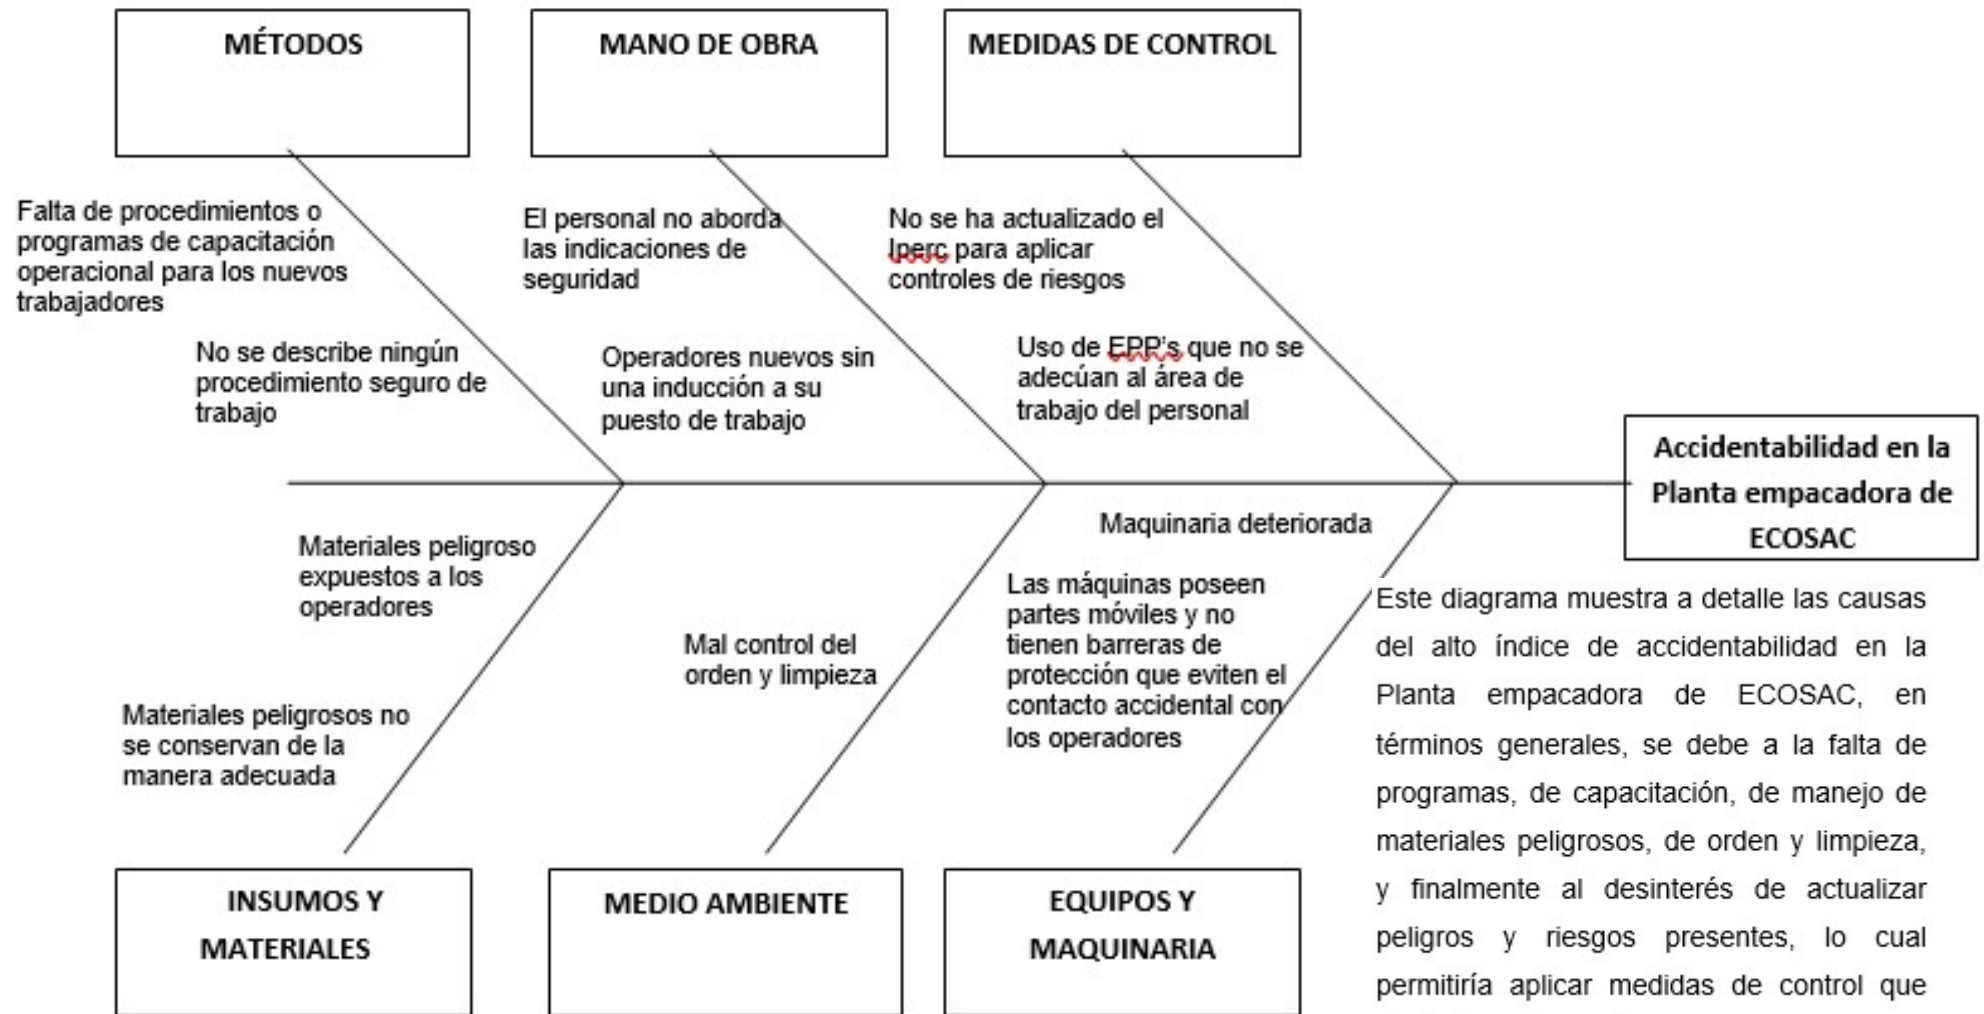 MÉTODOS
MANO DE OBRA
MEDIDAS DE CONTROL
Falta de procedimientos o
programas de capacitación
operacional para los nuevos
trabajadores
No se describe ningún
procedimiento seguro de
trabajo
El personal no aborda
las indicaciones de
seguridad
Operadores nuevos sin
una inducción a su
puesto de trabajo
No se ha actualizado el
Iperc para aplicar
controles de riesgos
Uso de EPP's que no se
adecúan al área de
trabajo del personal
Accidentabilidad en la
Planta empacadora de
ECOSAC
Materiales peligroso
expuestos a los
operadores
Materiales peligrosos no
se conservan de la
manera adecuada
Mal control del
orden y limpieza
Maquinaria deteriorada
Las máquinas poseen
partes móviles y no
tienen barreras de
protección que eviten el
contacto accidental con
los operadores
INSUMOS Y
MATERIALES
MEDIO AMBIENTE
EQUIPOS Y
MAQUINARIA
Este diagrama muestra a detalle las causas
del alto índice de accidentabilidad en la
Planta empacadora de ECOSAC, en
términos generales, se debe a la falta de
programas, de capacitación, de manejo de
materiales peligrosos, de orden y limpieza,
y finalmente al desinterés de actualizar
peligros y riesgos presentes, lo cual
permitiría aplicar medidas de control que